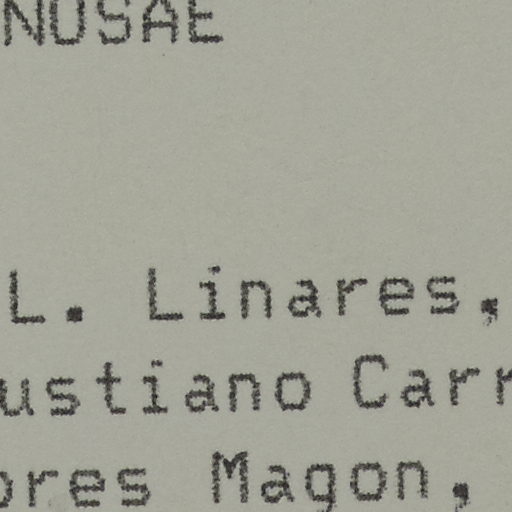 NOSAE
L. Linares,
ustiano Carr
ores Magon,